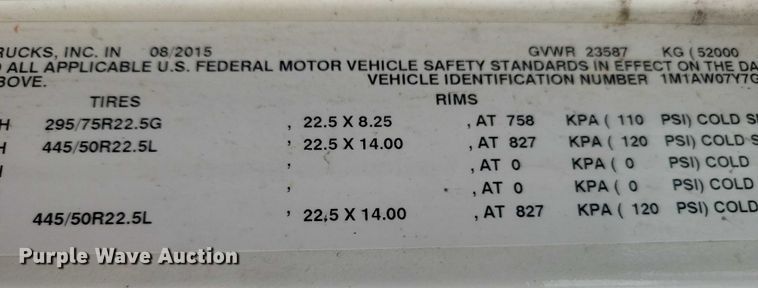 RUCKS, INC. IN 08/2015 GVWR 23587 KG (52000
ALL APPLICABLE U.S. FEDERAL MOTOR VEHICLE SAFETY STANDARDS IN EFFECT ON THE DA
BOVE. VEHICLE IDENTIFICATION NUMBER 1M1AW07Y7G
TIRES RIMS
H 295/75R22.5G , 22.5 X 8.25 , AT 758 KPA ( 110 PSI) COLD S
H 445/50R22.5L , 22.5 X 14.00 , AT 827 KPA ( 120 PSI) COLD S
, , AT 0 KPA ( 0 PSI) COLD
, , AT 0 KPA ( 0 PSI) COLD
445/50R22.5L , 22.5 X 14.00 , AT 827 KPA ( 120 PSI) COLD
Purple Wave Auction